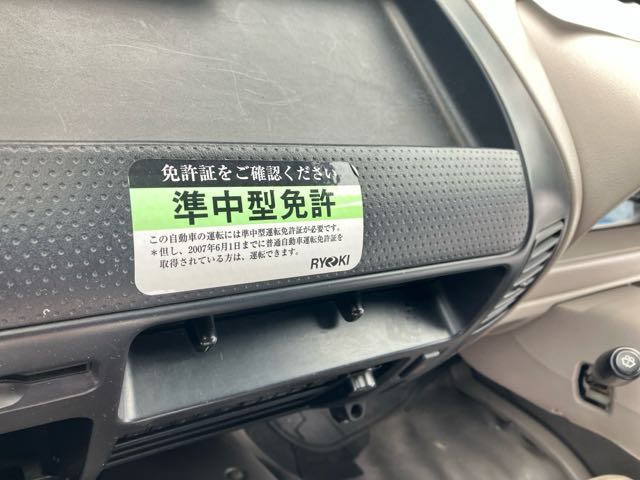 免許証をご確認ください
準中型免許
この自動車の運転には準中型運転免許証が必要です。
＊但し、2007年6月1日までに普通自動車運転免許証を
取得されている方は、運転できます。
RYOKI